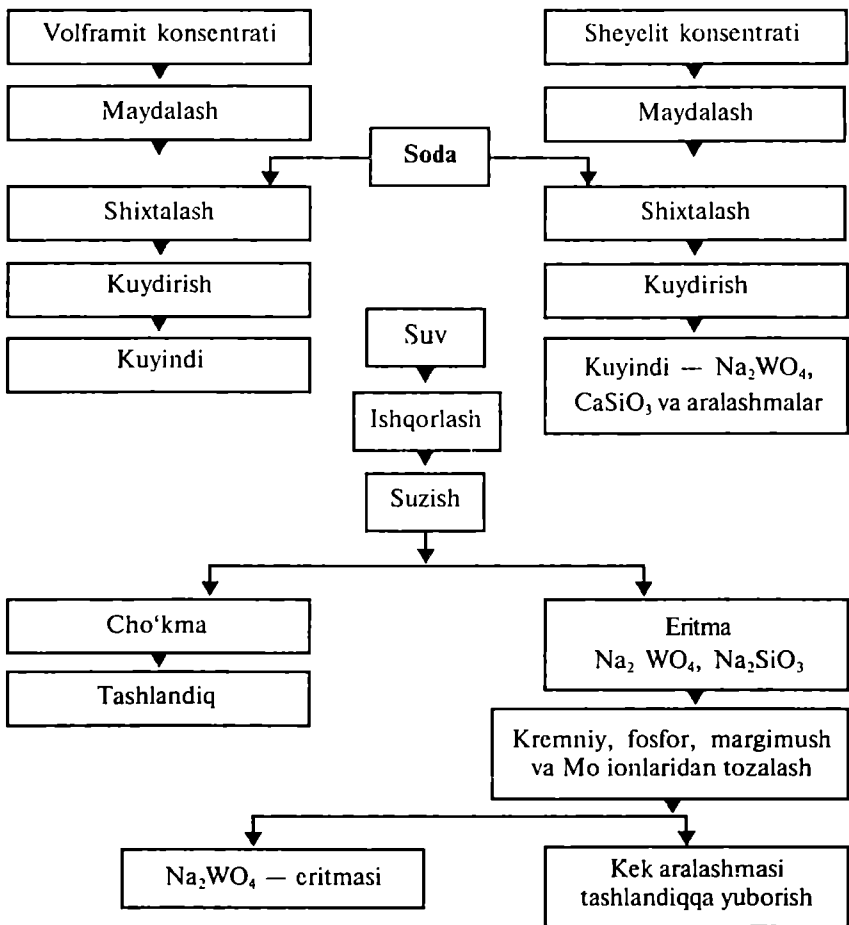 Volframit konsentrati
Sheyelit konsentrati
Maydalash
Maydalash
Soda
Shixtalash
Shixtalash
Kuydirish
Kuydirish
Suv
Kuyindi
Kuyindi — Na₂WO₄,
CaSiO₃ va aralashmalar
Ishqorlash
Suzish
Cho‘kma
Eritma
Na₂ WO₄, Na₂SiO₃
Tashlandiq
Kremniy, fosfor, margimush
va Mo ionlaridan tozalash
Na₂WO₄ — eritmasi
Kek aralashmasi
tashlandiqqa yuborish